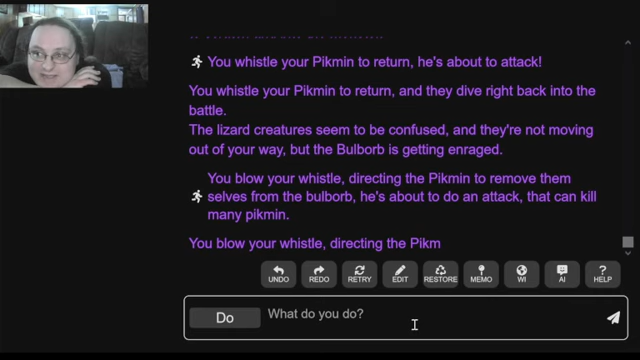 You whistle your Pikmin to return, he's about to attack!
You whistle your Pikmin to return, and they dive right back into the
battle.
The lizard creatures seem to be confused, and they're not moving
out of your way, but the Bulborb is getting enraged.
You blow your whistle, directing the Pikmin to remove them
selves from the bulborb, he's about to do an attack, that can kill
many pikmin.
You blow your whistle, directing the Pikm
UNDO REDO RETRY EDIT RESTORE MEMO WI AI HELP
Do What do you do?